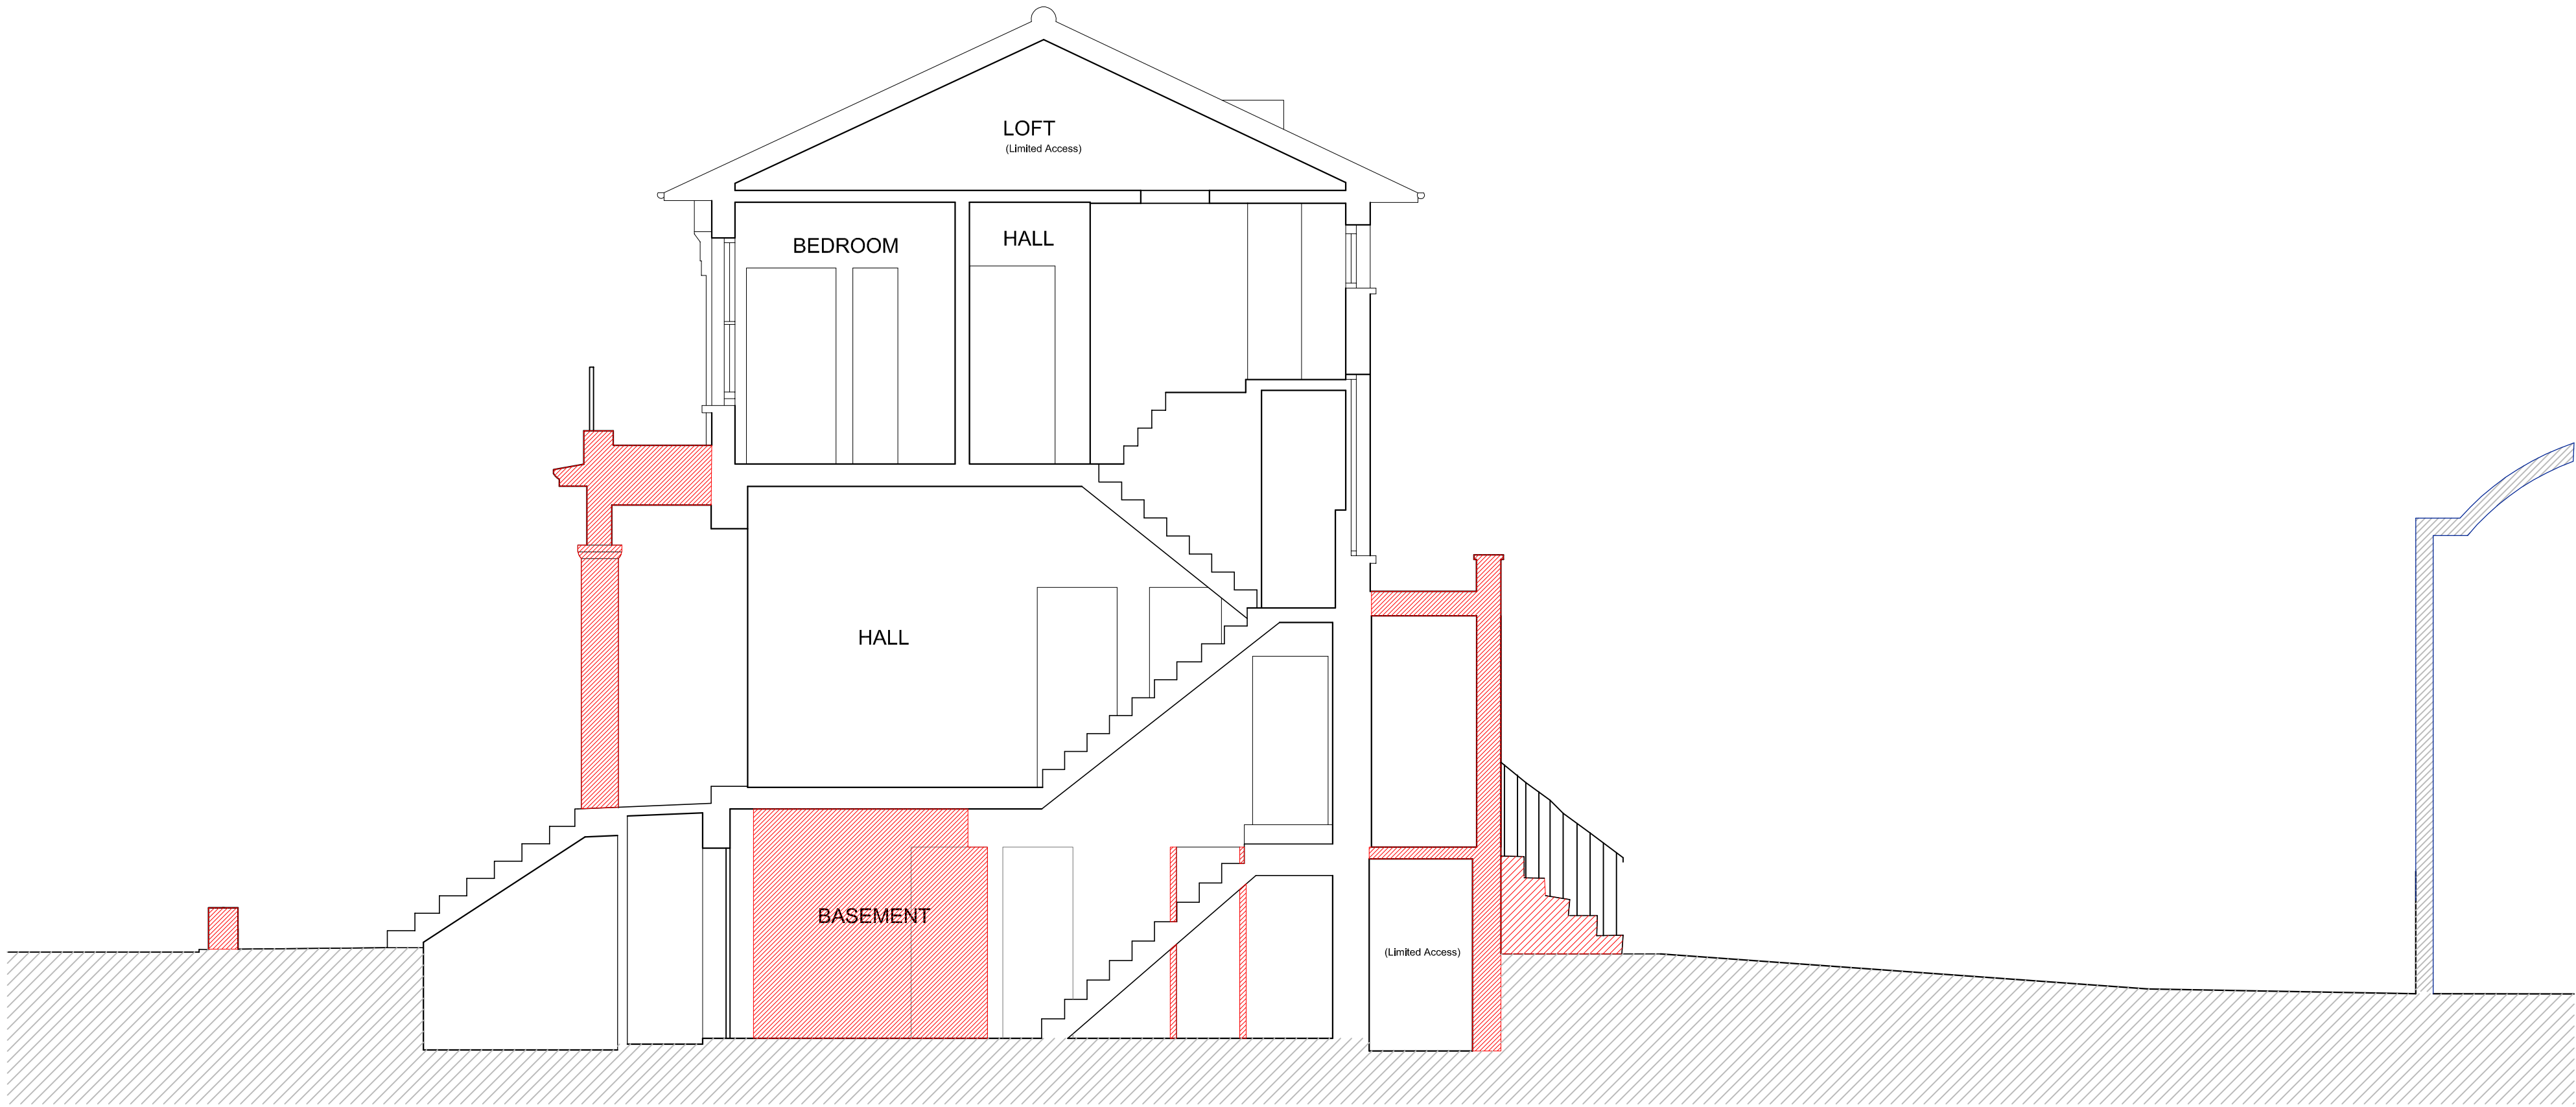 LOFT
(Limited Access)
BEDROOM
HALL
HALL
BASEMENT
(Limited Access)